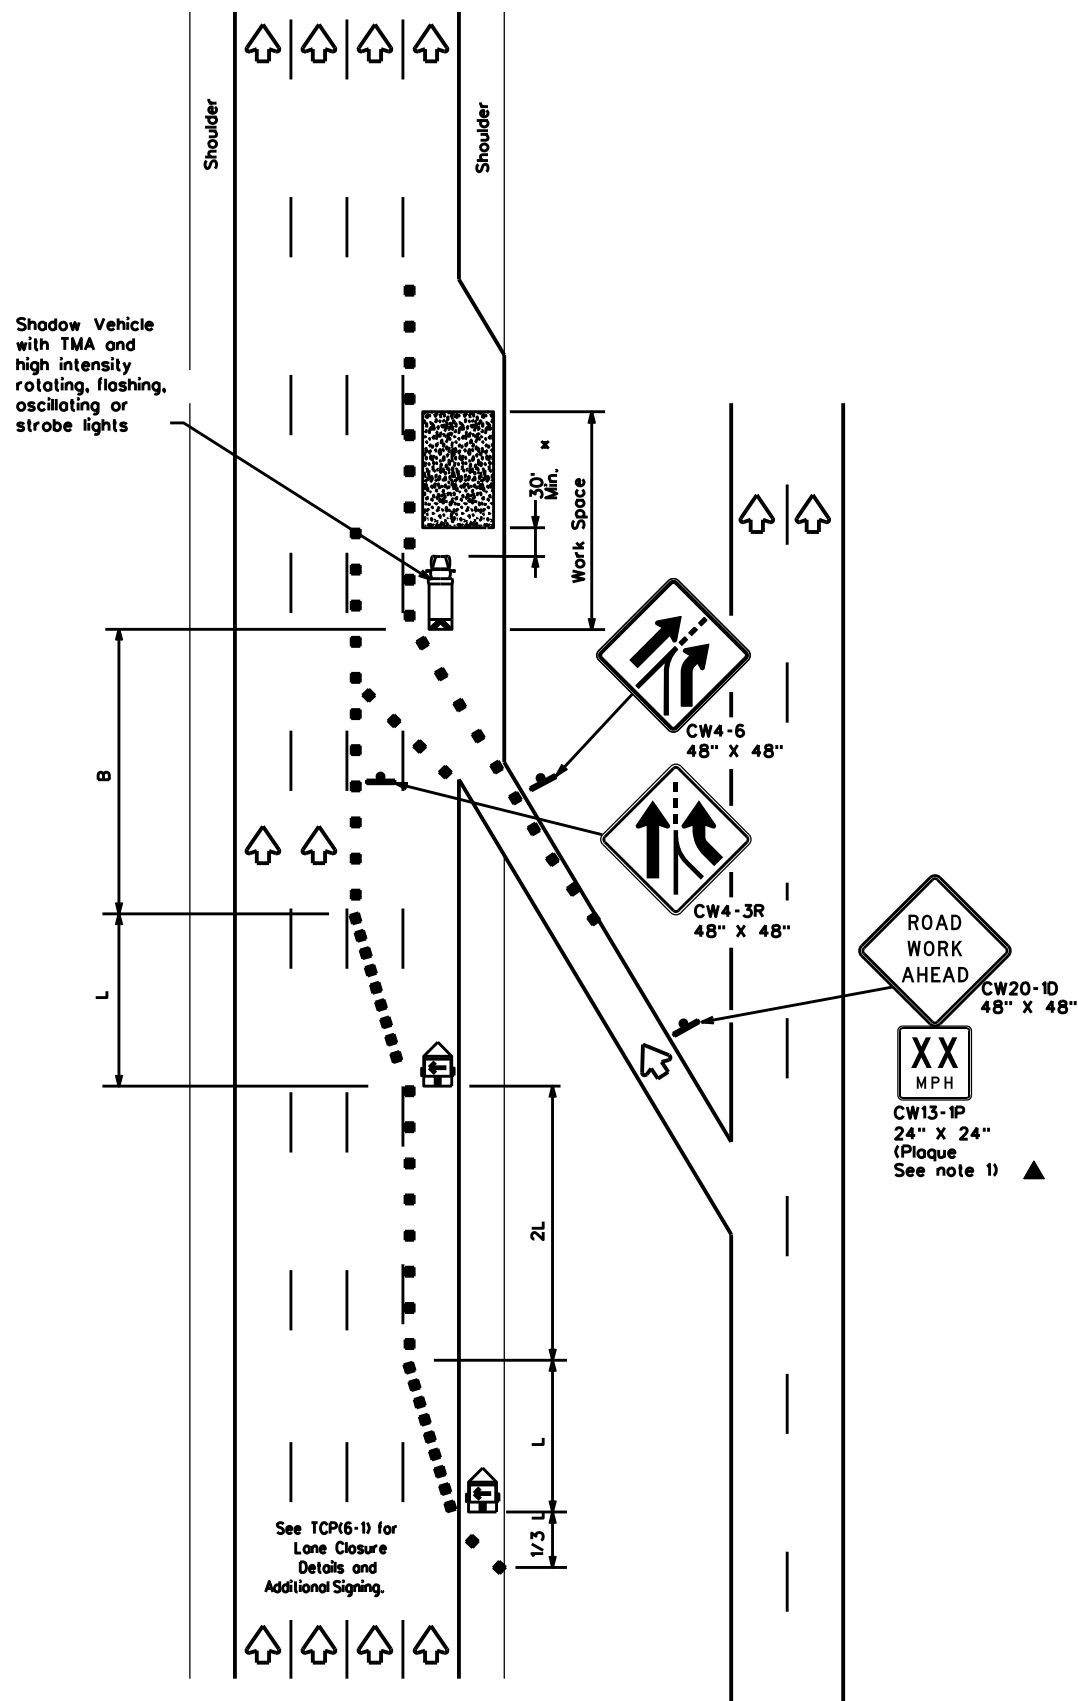 Shoulder
Shoulder
Shadow Vehicle
with TMA and
high intensity
rotating, flashing,
oscillating or
strobe lights
30'
Min.
x
Work Space
CW4-6
48" X 48"
B
CW4-3R
48" X 48"
ROAD
WORK
AHEAD
CW20-1D
48" X 48"
L
XX
MPH
CW13-1P
24" X 24"
(Plaque
See note 1)
2L
L
1/3 L
See TCP(6-1) for
Lane Closure
Details and
Additional Signing.